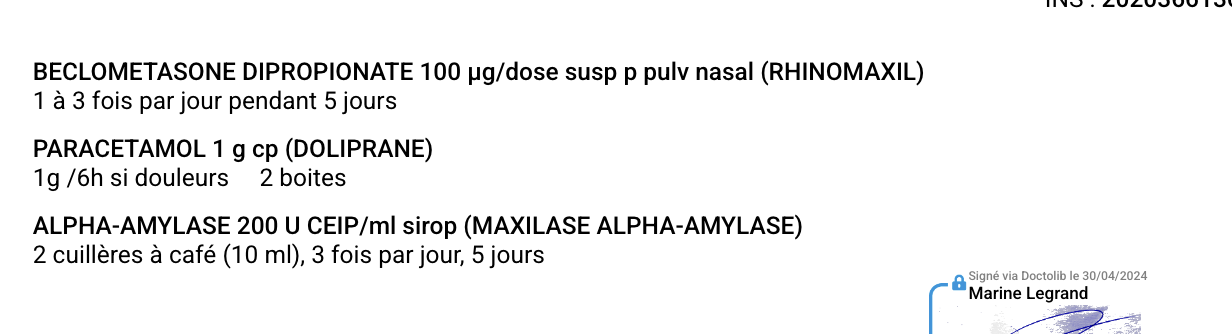 INS :
BECLOMETASONE DIPROPIONATE 100 µg/dose susp p pulv nasal (RHINOMAXIL)
1 à 3 fois par jour pendant 5 jours
PARACETAMOL 1 g cp (DOLIPRANE)
1g /6h si douleurs 2 boites
ALPHA-AMYLASE 200 U CEIP/ml sirop (MAXILASE ALPHA-AMYLASE)
2 cuillères à café (10 ml), 3 fois par jour, 5 jours
Signé via Doctolib le 30/04/2024
Marine Legrand